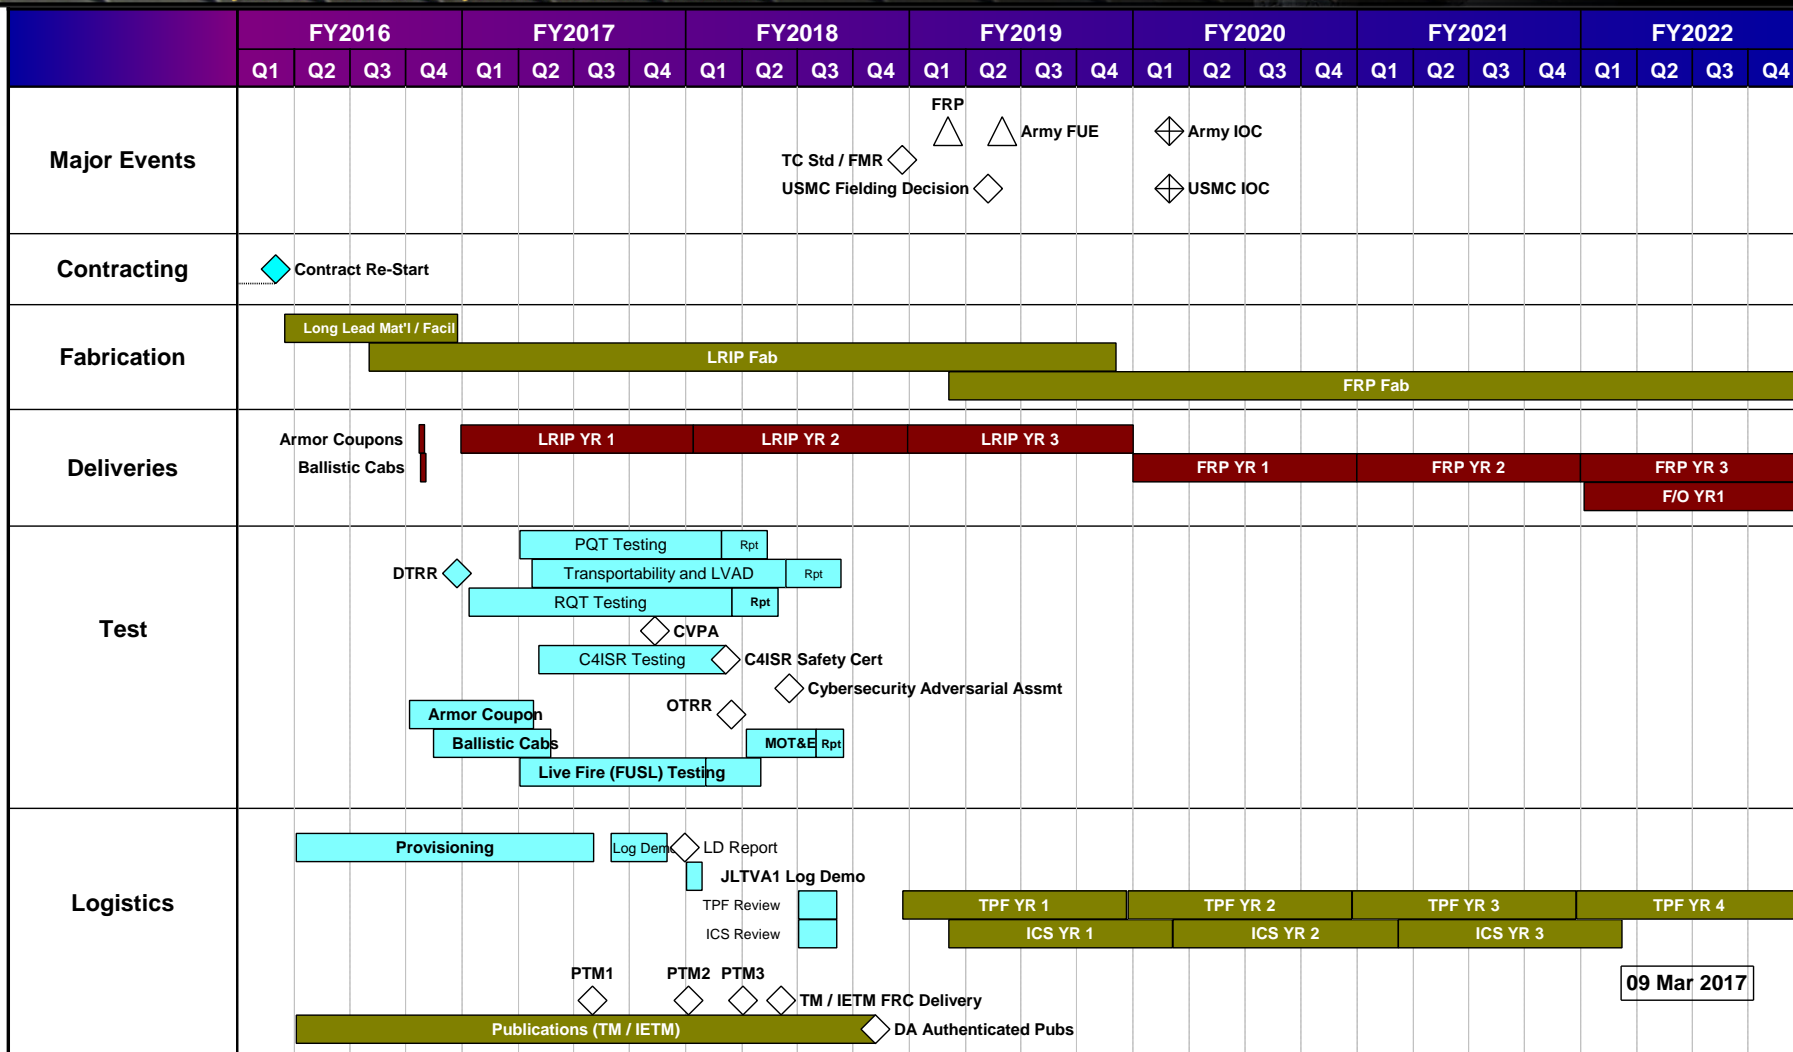 FY2016 FY2017 FY2018 FY2019 FY2020 FY2021 FY2022
Q1 Q2 Q3 Q4 Q1 Q2 Q3 Q4 Q1 Q2 Q3 Q4 Q1 Q2 Q3 Q4 Q1 Q2 Q3 Q4 Q1 Q2 Q3 Q4 Q1 Q2 Q3 Q4
Major Events
FRP
Army FUE
Army IOC
TC Std / FMR
USMC Fielding Decision
USMC IOC
Contracting
Contract Re-Start
Fabrication
Long Lead Mat'l / Facil
LRIP Fab
FRP Fab
Deliveries
Armor Coupons
LRIP YR 1
LRIP YR 2
LRIP YR 3
Ballistic Cabs
FRP YR 1
FRP YR 2
FRP YR 3
F/O YR1
Test
PQT Testing
Rpt
DTRR
Transportability and LVAD
Rpt
RQT Testing
Rpt
CVPA
C4ISR Testing
C4ISR Safety Cert
Cybersecurity Adversarial Assmt
OTRR
Armor Coupon
Ballistic Cabs
MOT&E
Rpt
Live Fire (FUSL) Testing
Logistics
Provisioning
Log Demo
LD Report
JLTVA1 Log Demo
TPF Review
TPF YR 1
TPF YR 2
TPF YR 3
TPF YR 4
ICS Review
ICS YR 1
ICS YR 2
ICS YR 3
PTM1
PTM2
PTM3
TM / IETM FRC Delivery
09 Mar 2017
Publications (TM / IETM)
DA Authenticated Pubs